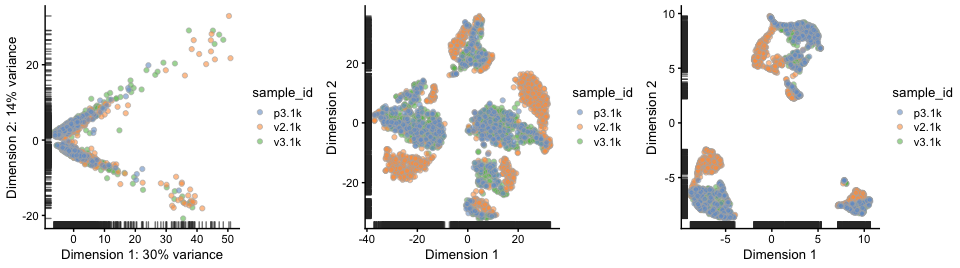 Dimension 2: 14% variance
20
0
-20
0
10
20
30
40
50
Dimension 1: 30% variance
sample_id
p3.1k
v2.1k
v3.1k
Dimension 2
20
0
-20
-40
-20
0
20
Dimension 1
sample_id
p3.1k
v2.1k
v3.1k
Dimension 2
10
5
0
-5
-5
0
5
10
Dimension 1
sample_id
p3.1k
v2.1k
v3.1k